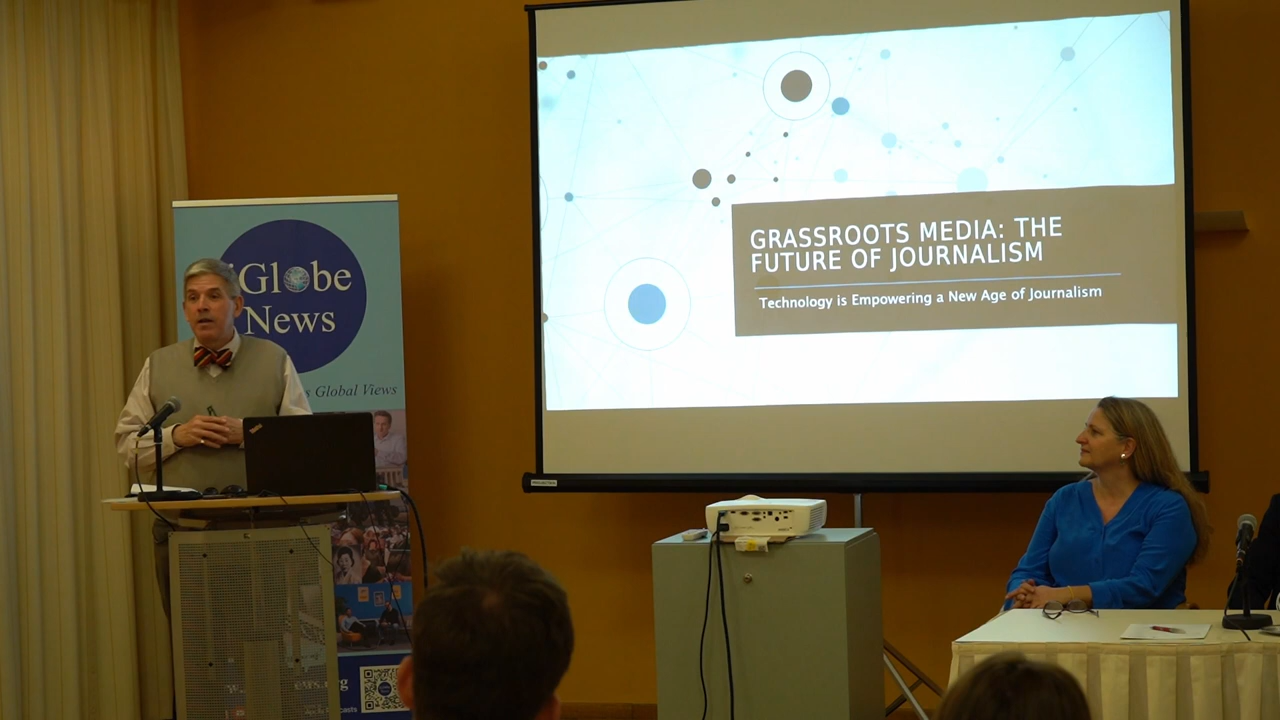 GRASSROOTS MEDIA: THE
FUTURE OF JOURNALISM
Technology is Empowering a New Age of Journalism
Globe
News
Global Views